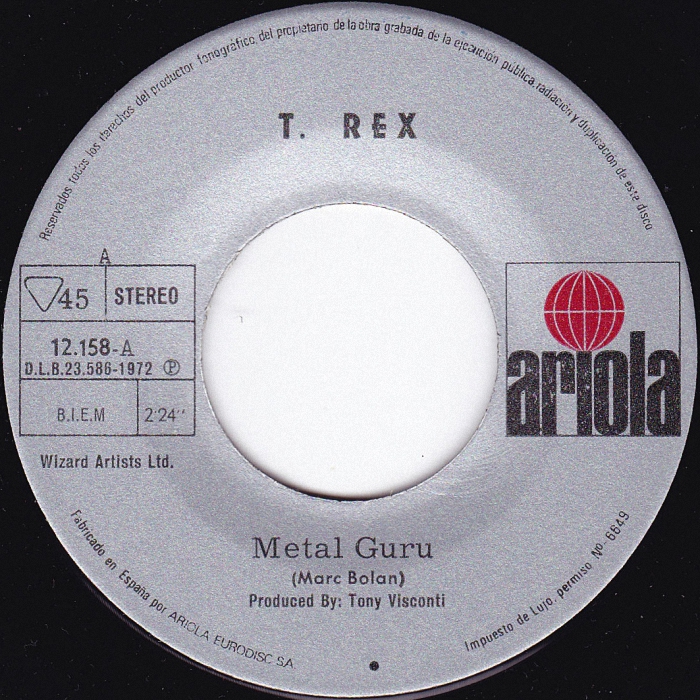 Reservados todos los derechos del productor fonográfico, del propietario de la obra grabada de la ejecución pública, radiación y duplicación de este disco
T. REX
A
45 STEREO
12.158-A
D.L.B.23.586-1972 Ⓟ
B.I.E.M 2'24''
Wizard Artists Ltd.
ariola
Metal Guru
(Marc Bolan)
Produced By: Tony Visconti
Fabricado en España por ARIOLA EURODISC S.A.
Impuesto de Lujo, permiso Nº 6649